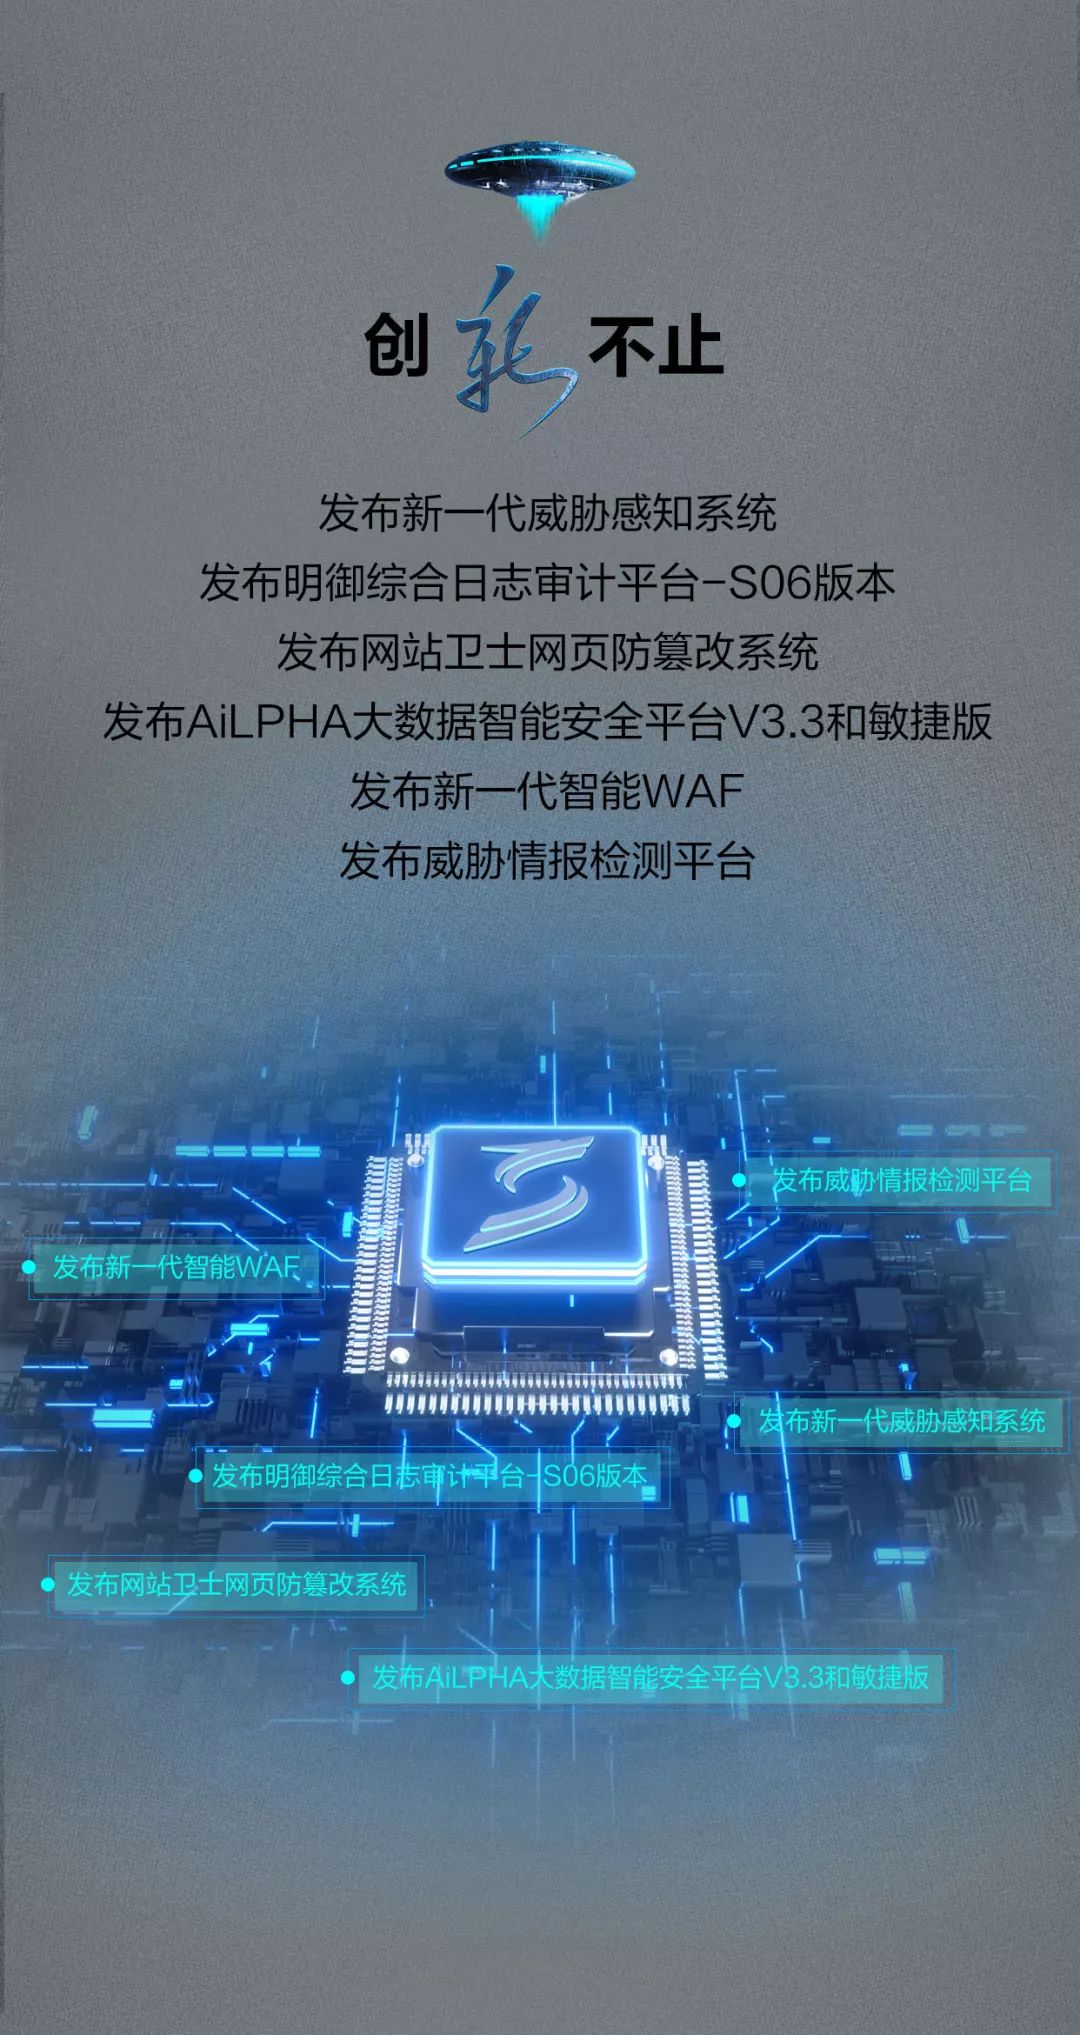 创新不止
发布新一代威胁感知系统
发布明御综合日志审计平台-S06版本
发布网站卫士网页防篡改系统
发布AiLPHA大数据智能安全平台V3.3和敏捷版
发布新一代智能WAF
发布威胁情报检测平台
发布威胁情报检测平台
发布新一代智能WAF
发布新一代威胁感知系统
发布明御综合日志审计平台-S06版本
发布网站卫士网页防篡改系统
发布AiLPHA大数据智能安全平台V3.3和敏捷版